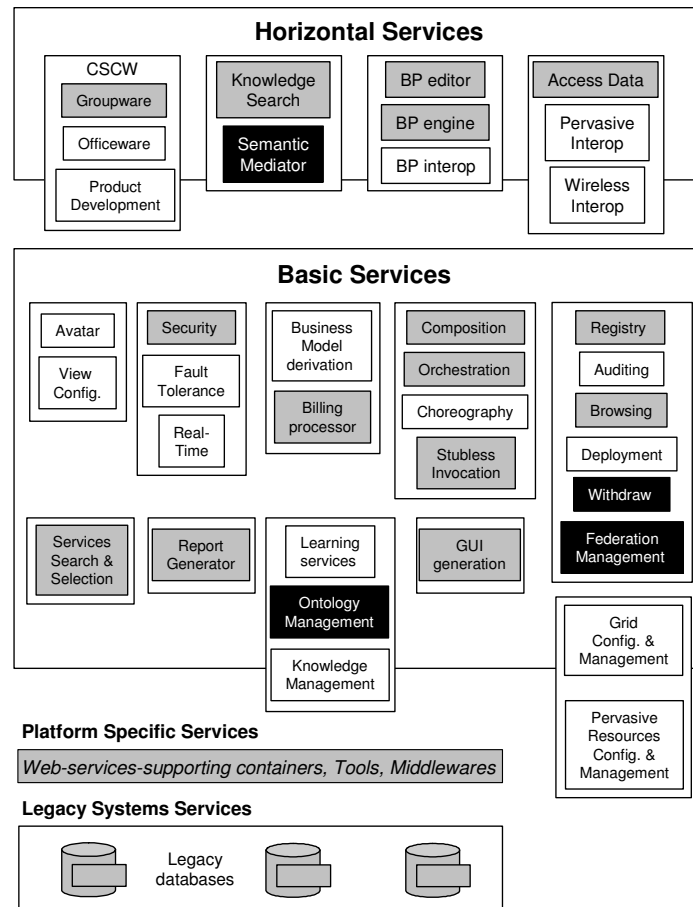 Horizontal Services
CSCW
Groupware
Officeware
Product
Development
Knowledge
Search
Semantic
Mediator
BP editor
BP engine
BP interop
Access Data
Pervasive
Interop
Wireless
Interop
Basic Services
Avatar
View
Config.
Security
Fault
Tolerance
Real-
Time
Business
Model
derivation
Billing
processor
Composition
Orchestration
Choreography
Stubless
Invocation
Registry
Auditing
Browsing
Deployment
Withdraw
Federation
Management
Services
Search &
Selection
Report
Generator
Learning
services
Ontology
Management
Knowledge
Management
GUI
generation
Grid
Config. &
Management
Pervasive
Resources
Config. &
Management
Platform Specific Services
Web-services-supporting containers, Tools, Middlewares
Legacy Systems Services
Legacy
databases